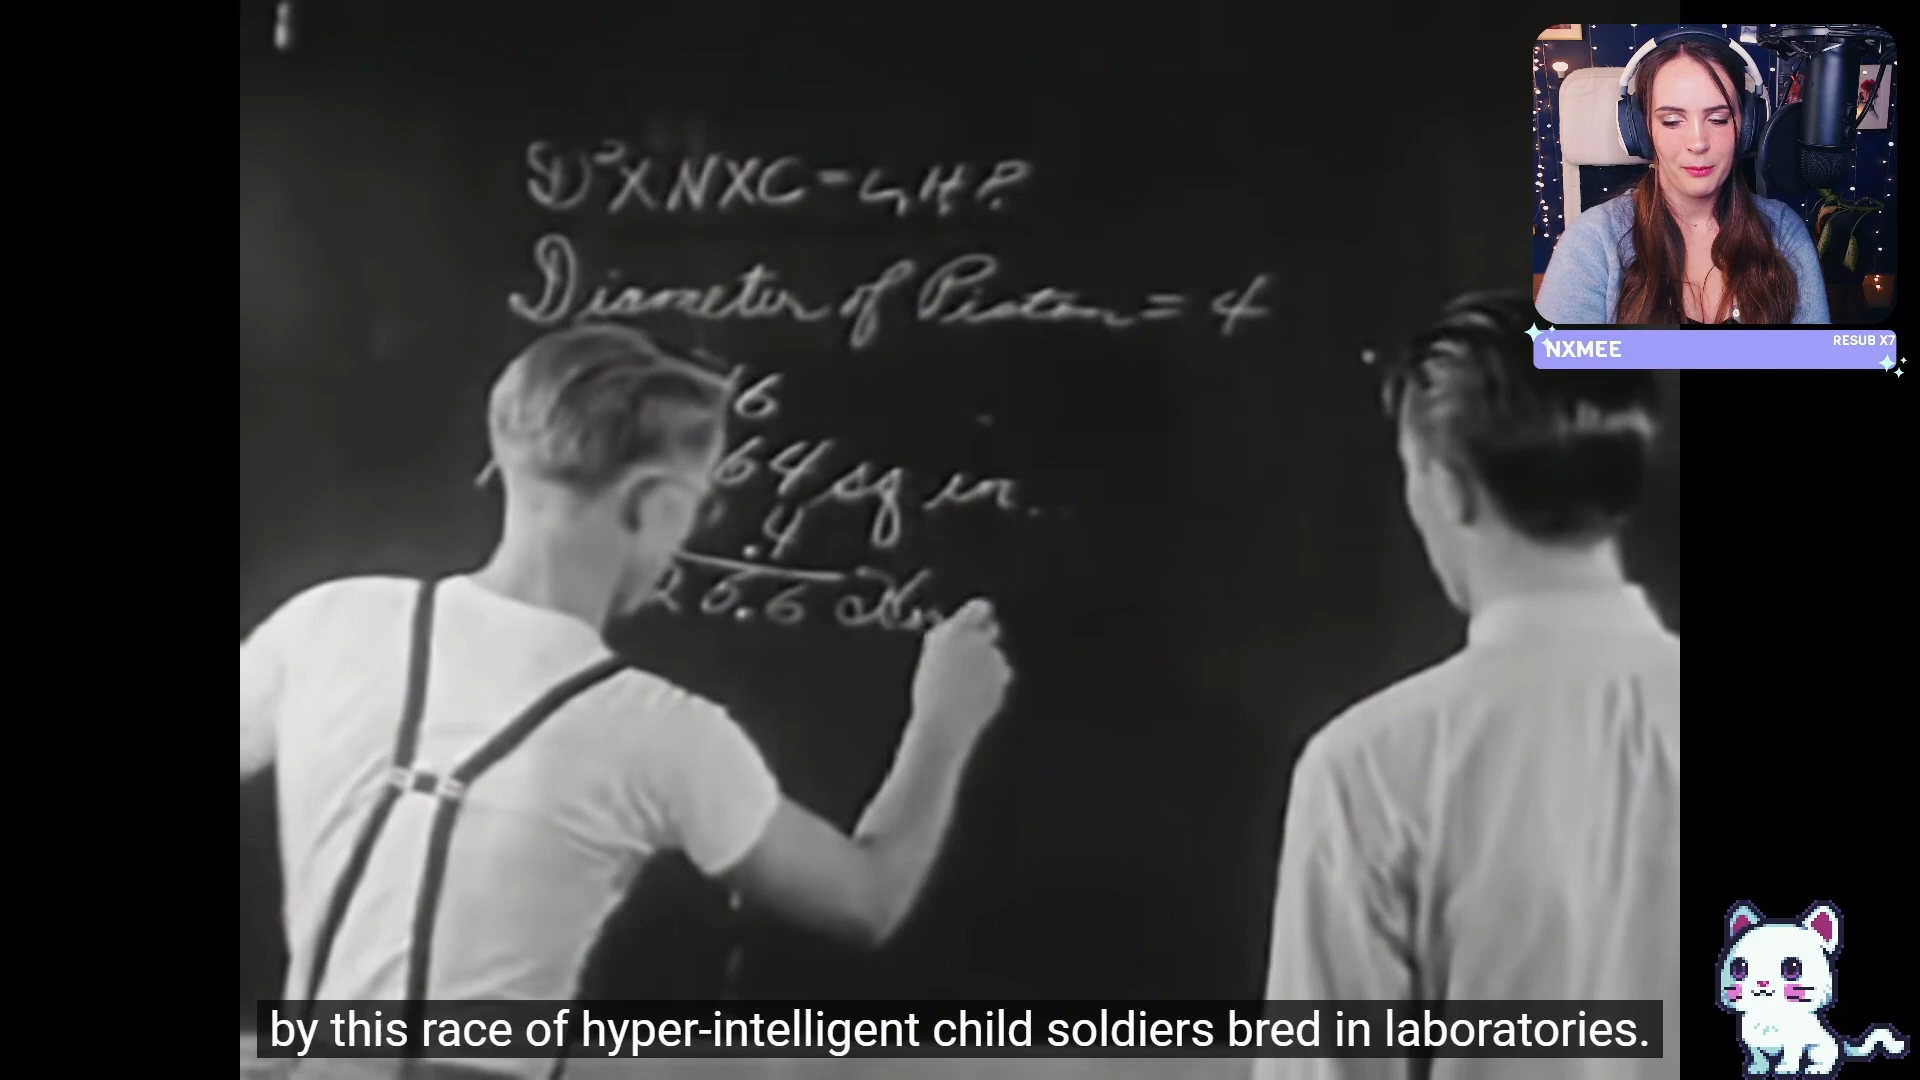 D²XNXC=4H.P.
Diameter of Piston = 4
16
64 sq in.
.4
25.6
NXMEE
RESUB X7
by this race of hyper-intelligent child soldiers bred in laboratories.